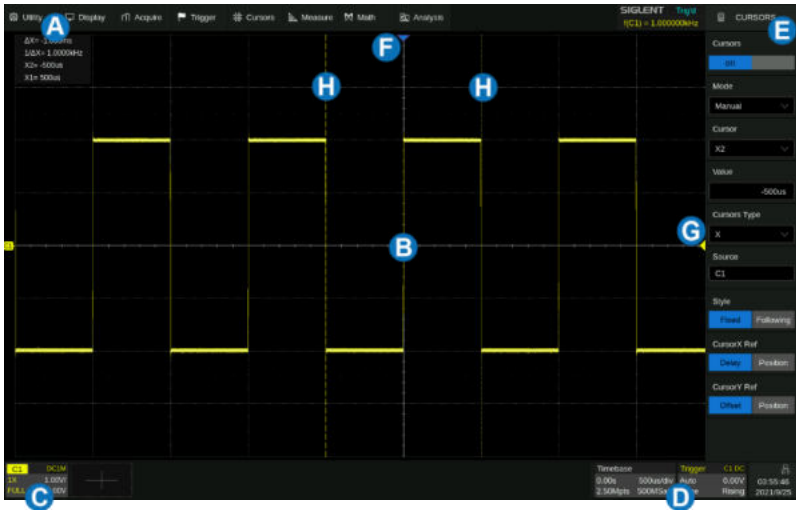 Utility Display Acquire Trigger Cursors Measure Math Analysis
A
F
SIGLENT Trig'd
f(C1) = 1.000000kHz
CURSORS
E
1/ΔX= 1.0000kHz
X2= -500us
X1= 500us
H
H
B
G
C1
Cursors
on
Mode
Manual
Cursor
X2
Value
-500us
Cursors Type
X
Source
C1
Style
Fixed Following
CursorX Ref
Delay Position
CursorY Ref
Offset Position
C1 DC1M
1X 1.00V/
FULL
C
Timebase
0.00s 500us/div
2.50Mpts
Trigger C1 DC
Auto 0.00V
Rising
D
03:55:46
2021/9/25